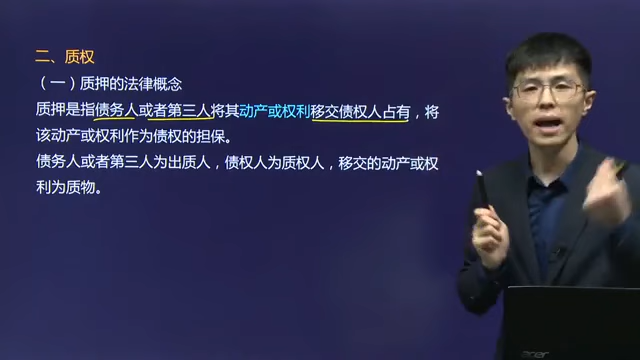 二、质权
（一）质押的法律概念
质押是指债务人或者第三人将其动产或权利移交债权人占有，将
该动产或权利作为债权的担保。
债务人或者第三人为出质人，债权人为质权人，移交的动产或权
利为质物。
acer